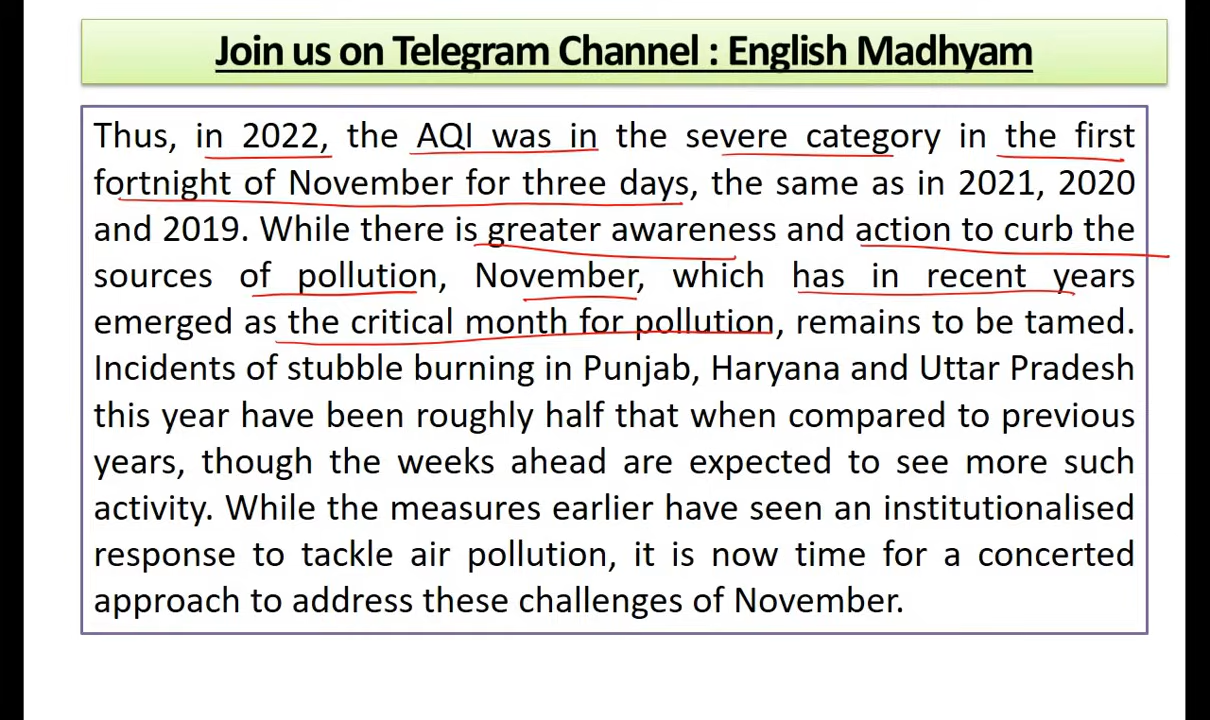 Join us on Telegram Channel : English Madhyam
Thus, in 2022, the AQI was in the severe category in the first
fortnight of November for three days, the same as in 2021, 2020
and 2019. While there is greater awareness and action to curb the
sources of pollution, November, which has in recent years
emerged as the critical month for pollution, remains to be tamed.
Incidents of stubble burning in Punjab, Haryana and Uttar Pradesh
this year have been roughly half that when compared to previous
years, though the weeks ahead are expected to see more such
activity. While the measures earlier have seen an institutionalised
response to tackle air pollution, it is now time for a concerted
approach to address these challenges of November.